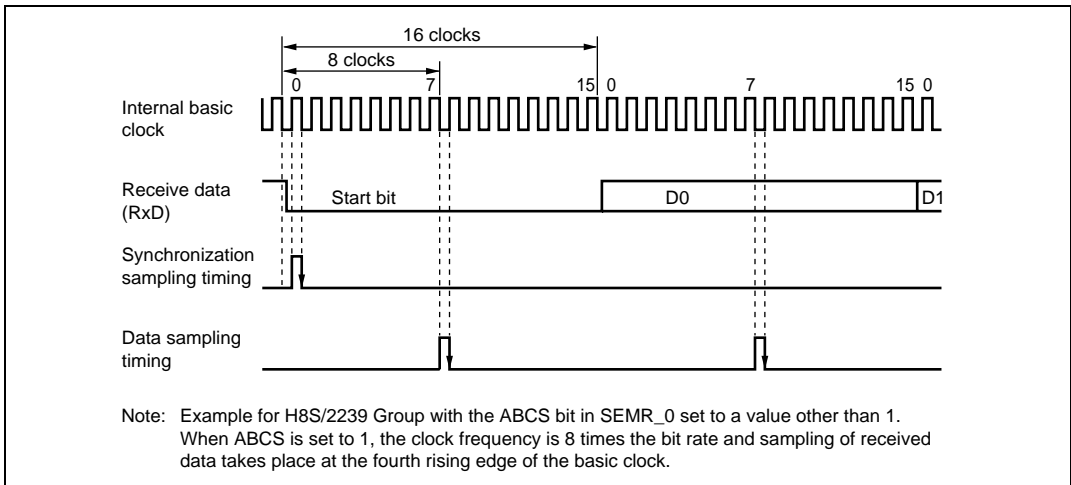 16 clocks
8 clocks
0 7 15 0 7 15 0
Internal basic
clock
Receive data
(RxD)
Start bit D0 D1
Synchronization
sampling timing
Data sampling
timing
Note: Example for H8S/2239 Group with the ABCS bit in SEMR_0 set to a value other than 1.
When ABCS is set to 1, the clock frequency is 8 times the bit rate and sampling of received
data takes place at the fourth rising edge of the basic clock.